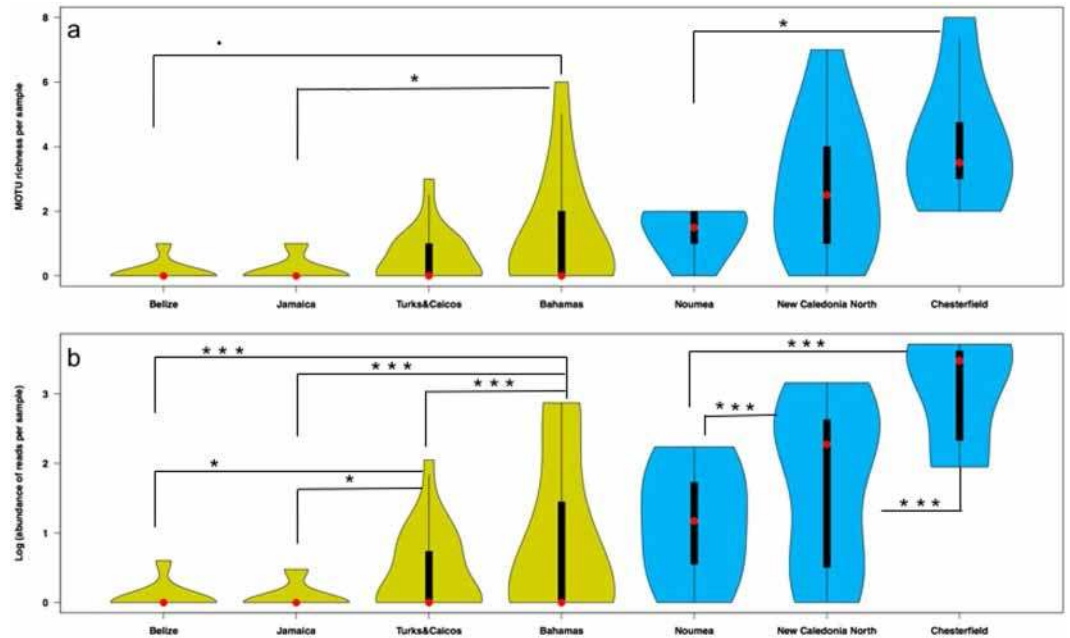 a
8
6
4
2
0
MOTU richness per sample
.
*
*
Belize Jamaica Turks&Caicos Bahamas Noumea New Caledonia North Chesterfield
b
3
2
1
0
Log (abundance of reads per sample)
* * *
* * *
* * *
*
*
* * *
* * *
* * *
Belize Jamaica Turks&Caicos Bahamas Noumea New Caledonia North Chesterfield